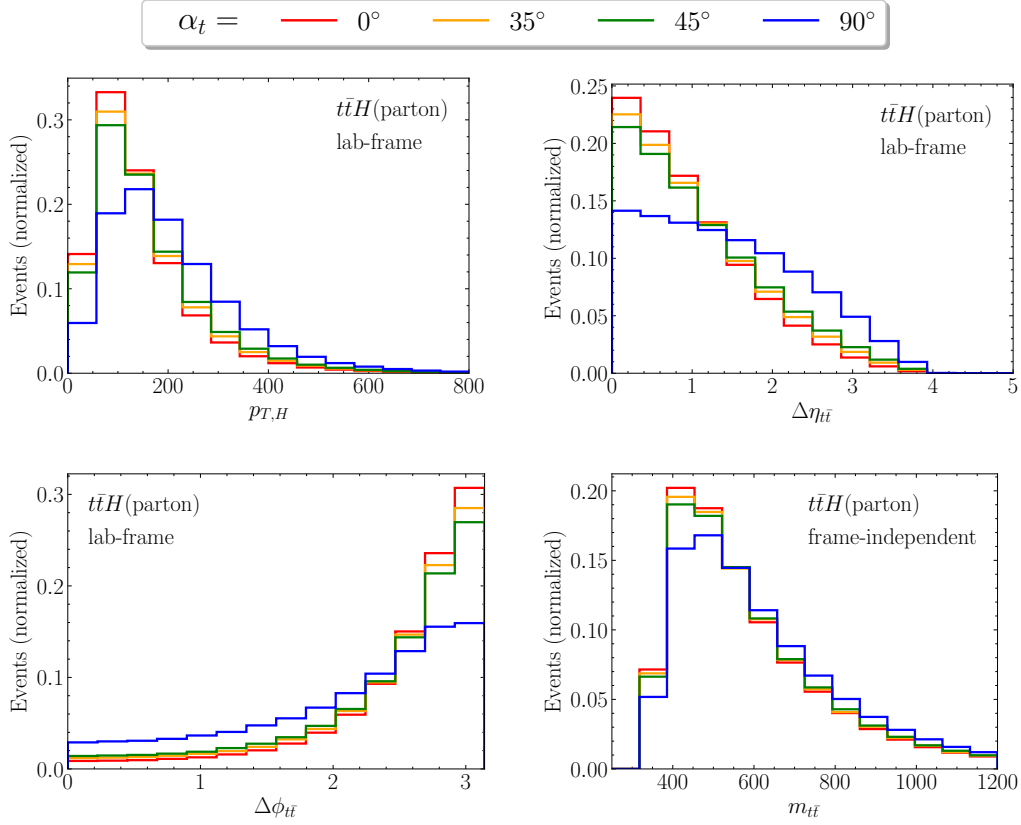 α_t = 0° 35° 45° 90°
Events (normalized)
0.3
0.2
0.1
0.0
tt̄H(parton)
lab-frame
0 200 400 600 800
p_{T,H}
Events (normalized)
0.25
0.20
0.15
0.10
0.05
0.00
tt̄H(parton)
lab-frame
0 1 2 3 4 5
Δη_{tt̄}
Events (normalized)
0.3
0.2
0.1
0.0
tt̄H(parton)
lab-frame
0 1 2 3
Δϕ_{tt̄}
Events (normalized)
0.20
0.15
0.10
0.05
0.00
tt̄H(parton)
frame-independent
400 600 800 1000 1200
m_{tt̄}